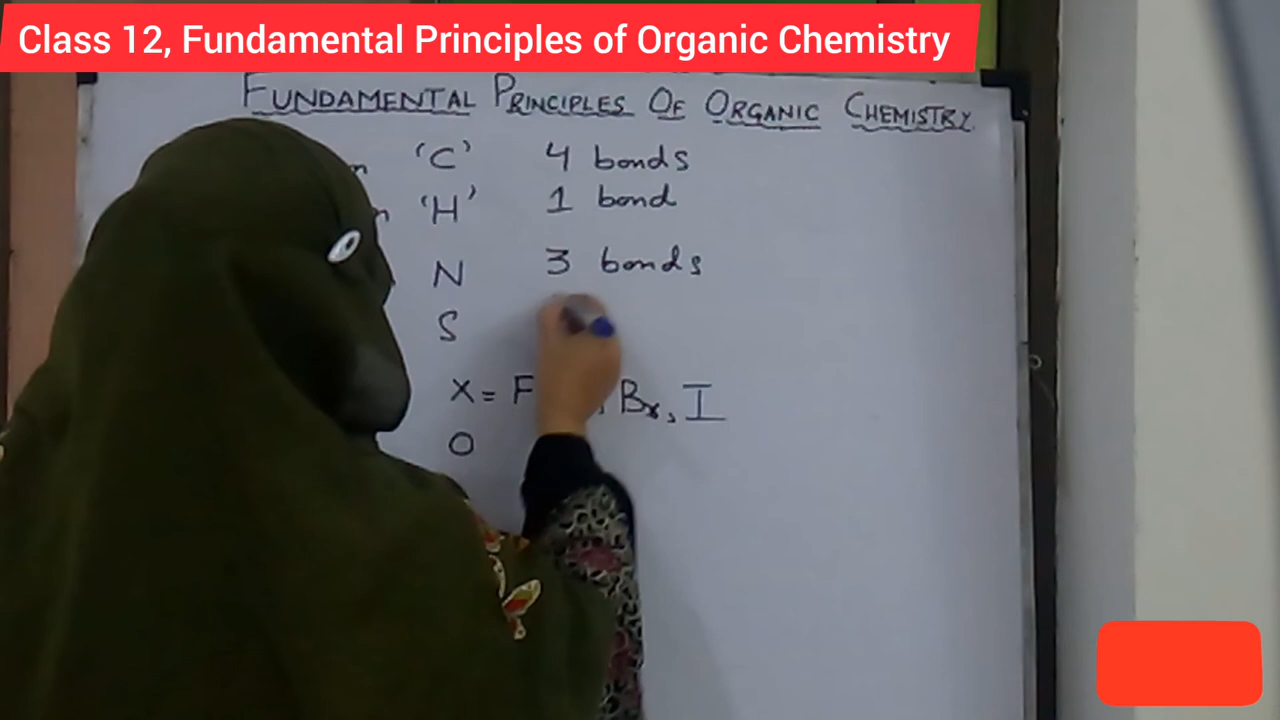 Class 12, Fundamental Principles of Organic Chemistry
FUNDAMENTAL PRINCIPLES OF ORGANIC CHEMISTRY
'C' 4 bonds
'H' 1 bond
N 3 bonds
S
X = F , Br, I
O